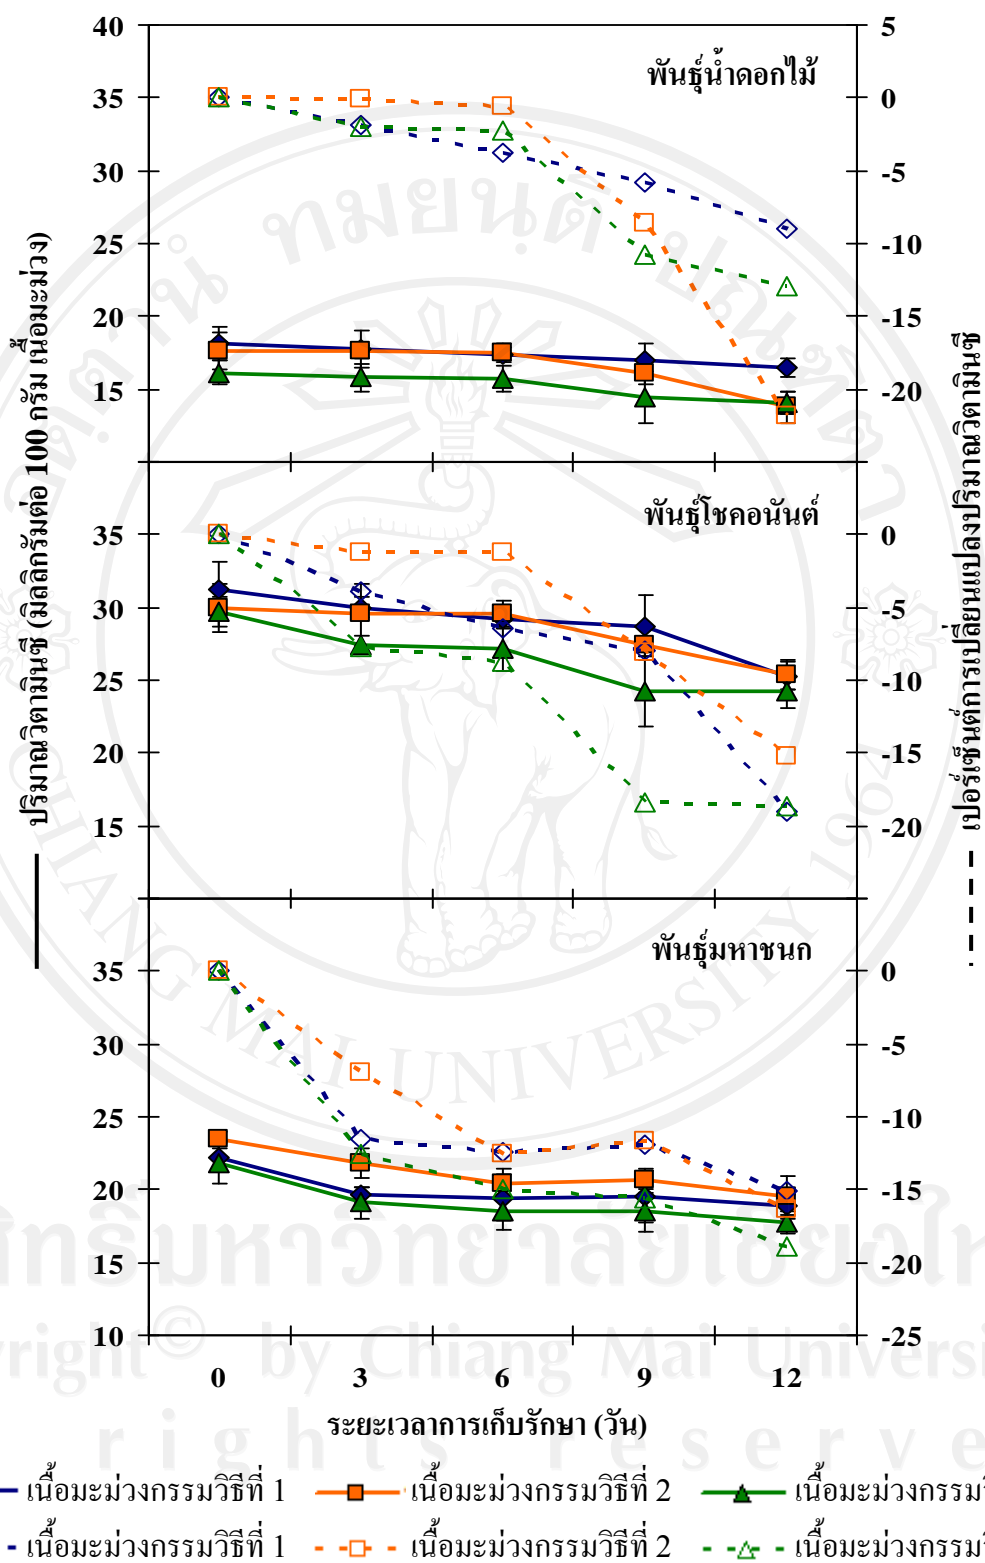 40
35
30
25
20
15
35
30
25
20
15
35
30
25
20
15
10
5
0
-5
-10
-15
-20
0
-5
-10
-15
-20
0
-5
-10
-15
-20
-25
ปริมาณวิตามินซี (มิลลิกรัมต่อ 100 กรัม เนื้อมะม่วง)
เปอร์เซ็นต์การเปลี่ยนแปลงปริมาณวิตามินซี
พันธุ์น้ำดอกไม้
พันธุ์โชคอนันต์
พันธุ์มหาชนก
0 3 6 9 12
ระยะเวลาการเก็บรักษา (วัน)
เนื้อมะม่วงกรรมวิธีที่ 1 เนื้อมะม่วงกรรมวิธีที่ 2 เนื้อมะม่วงกรรมวิ
เนื้อมะม่วงกรรมวิธีที่ 1 เนื้อมะม่วงกรรมวิธีที่ 2 เนื้อมะม่วงกรรมวิ
CHIANG MAI UNIVERSITY 1964
by Chiang Mai Universi
rights reserve